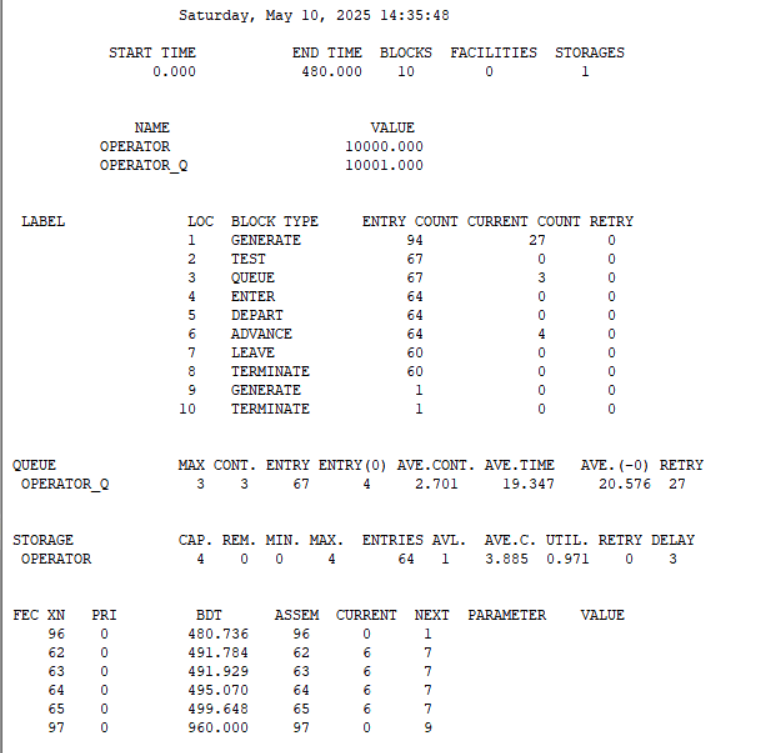 Saturday, May 10, 2025 14:35:48
START TIME END TIME BLOCKS FACILITIES STORAGES
0.000 480.000 10 0 1
NAME VALUE
OPERATOR 10000.000
OPERATOR_Q 10001.000
LABEL LOC BLOCK TYPE ENTRY COUNT CURRENT COUNT RETRY
1 GENERATE 94 27 0
2 TEST 67 0 0
3 QUEUE 67 3 0
4 ENTER 64 0 0
5 DEPART 64 0 0
6 ADVANCE 64 4 0
7 LEAVE 60 0 0
8 TERMINATE 60 0 0
9 GENERATE 1 0 0
10 TERMINATE 1 0 0
QUEUE MAX CONT. ENTRY ENTRY(0) AVE.CONT. AVE.TIME AVE.(-0) RETRY
OPERATOR_Q 3 3 67 4 2.701 19.347 20.576 27
STORAGE CAP. REM. MIN. MAX. ENTRIES AVL. AVE.C. UTIL. RETRY DELAY
OPERATOR 4 0 0 4 64 1 3.885 0.971 0 3
FEC XN PRI BDT ASSEM CURRENT NEXT PARAMETER VALUE
96 0 480.736 96 0 1
62 0 491.784 62 6 7
63 0 491.929 63 6 7
64 0 495.070 64 6 7
65 0 499.648 65 6 7
97 0 960.000 97 0 9